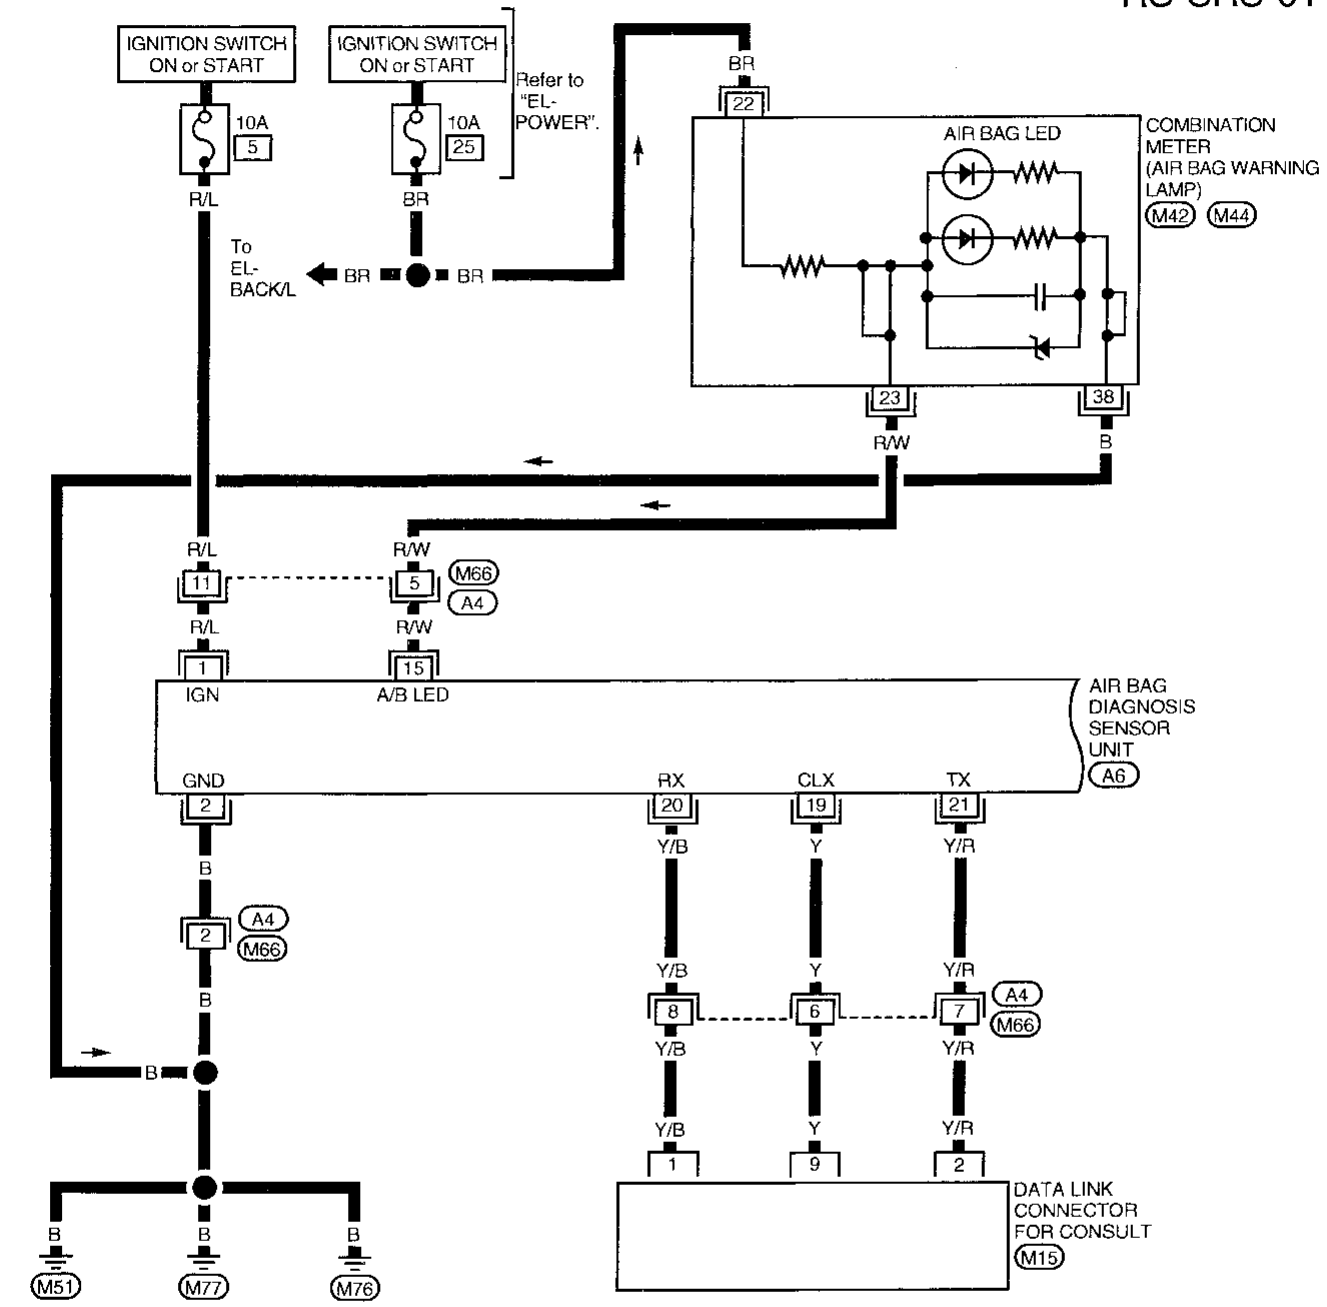 IGNITION SWITCH
ON or START
IGNITION SWITCH
ON or START
Refer to
"EL-
POWER".
10A
5
10A
25
R/L
BR
To
EL-
BACK/L
BR
BR
BR
22
AIR BAG LED
COMBINATION
METER
(AIR BAG WARNING
LAMP)
M42
M44
23
38
R/W
B
R/L
R/W
11
5
M66
A4
R/L
R/W
1
15
IGN
A/B LED
AIR BAG
DIAGNOSIS
SENSOR
UNIT
A6
GND
RX
CLX
TX
2
20
19
21
B
Y/B
Y
Y/R
2
A4
M66
B
Y/B
Y
Y/R
8
6
7
A4
M66
Y/B
Y
Y/R
B
Y/B
Y
Y/R
1
9
2
DATA LINK
CONNECTOR
FOR CONSULT
M15
B
B
B
M51
M77
M76